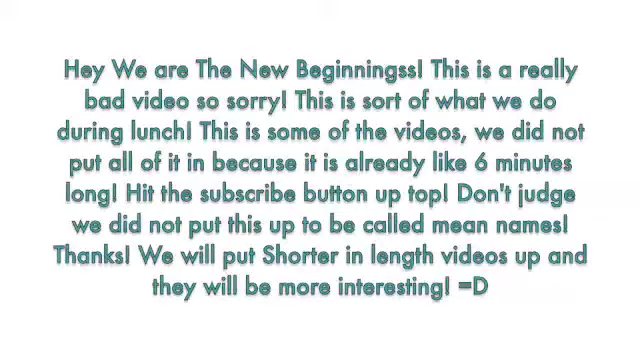 Hey We are The New Beginningss! This is a really
bad video so sorry! This is sort of what we do
during lunch! This is some of the videos, we did not
put all of it in because it is already like 6 minutes
long! Hit the subscribe button up top! Don't judge
we did not put this up to be called mean names!
Thanks! We will put Shorter in length videos up and
they will be more interesting! =D